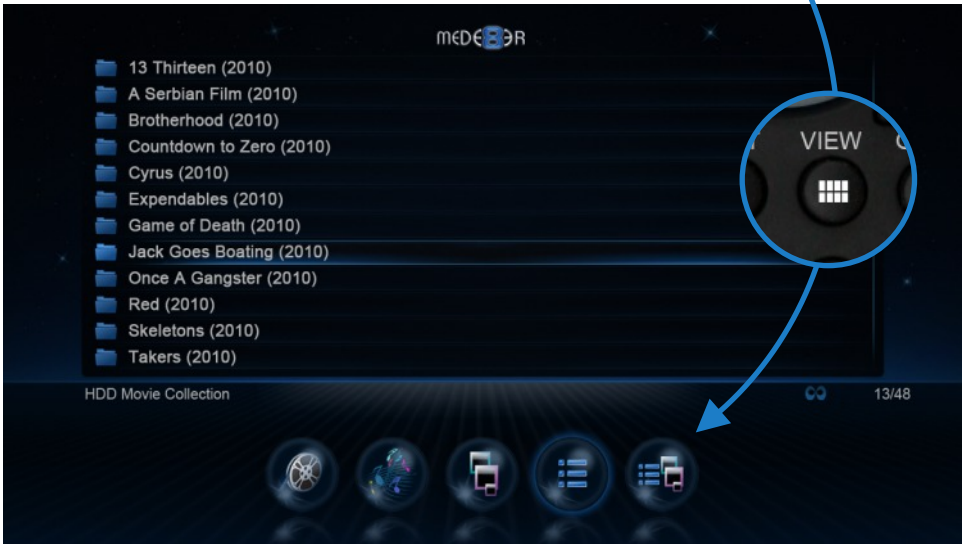 MEDE8ER
13 Thirteen (2010)
A Serbian Film (2010)
Brotherhood (2010)
Countdown to Zero (2010)
Cyrus (2010)
Expendables (2010)
Game of Death (2010)
Jack Goes Boating (2010)
Once A Gangster (2010)
Red (2010)
Skeletons (2010)
Takers (2010)
VIEW
HDD Movie Collection
13/48